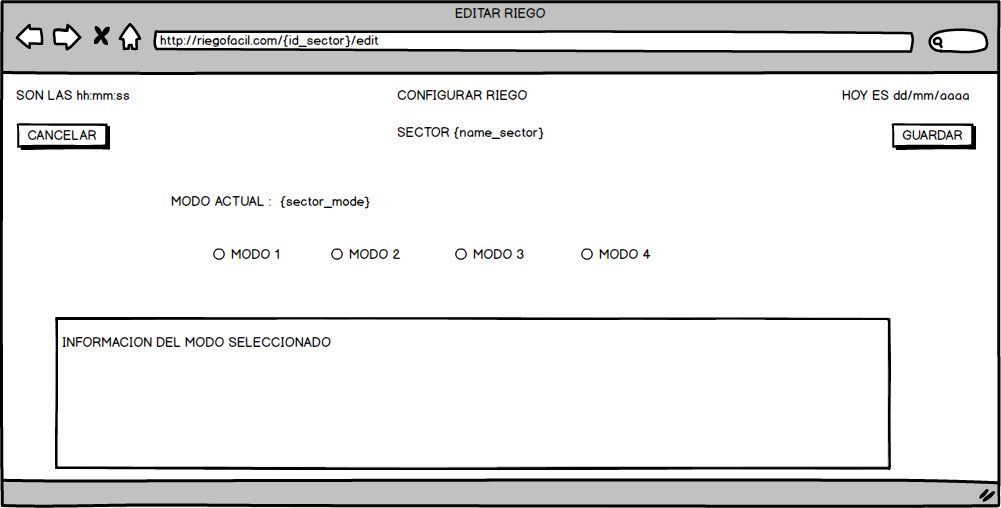 EDITAR RIEGO
http://riegofacil.com/{id_sector}/edit
SON LAS hh:mm:ss
CONFIGURAR RIEGO
HOY ES dd/mm/aaaa
CANCELAR
SECTOR {name_sector}
GUARDAR
MODO ACTUAL : {sector_mode}
MODO 1 MODO 2 MODO 3 MODO 4
INFORMACION DEL MODO SELECCIONADO